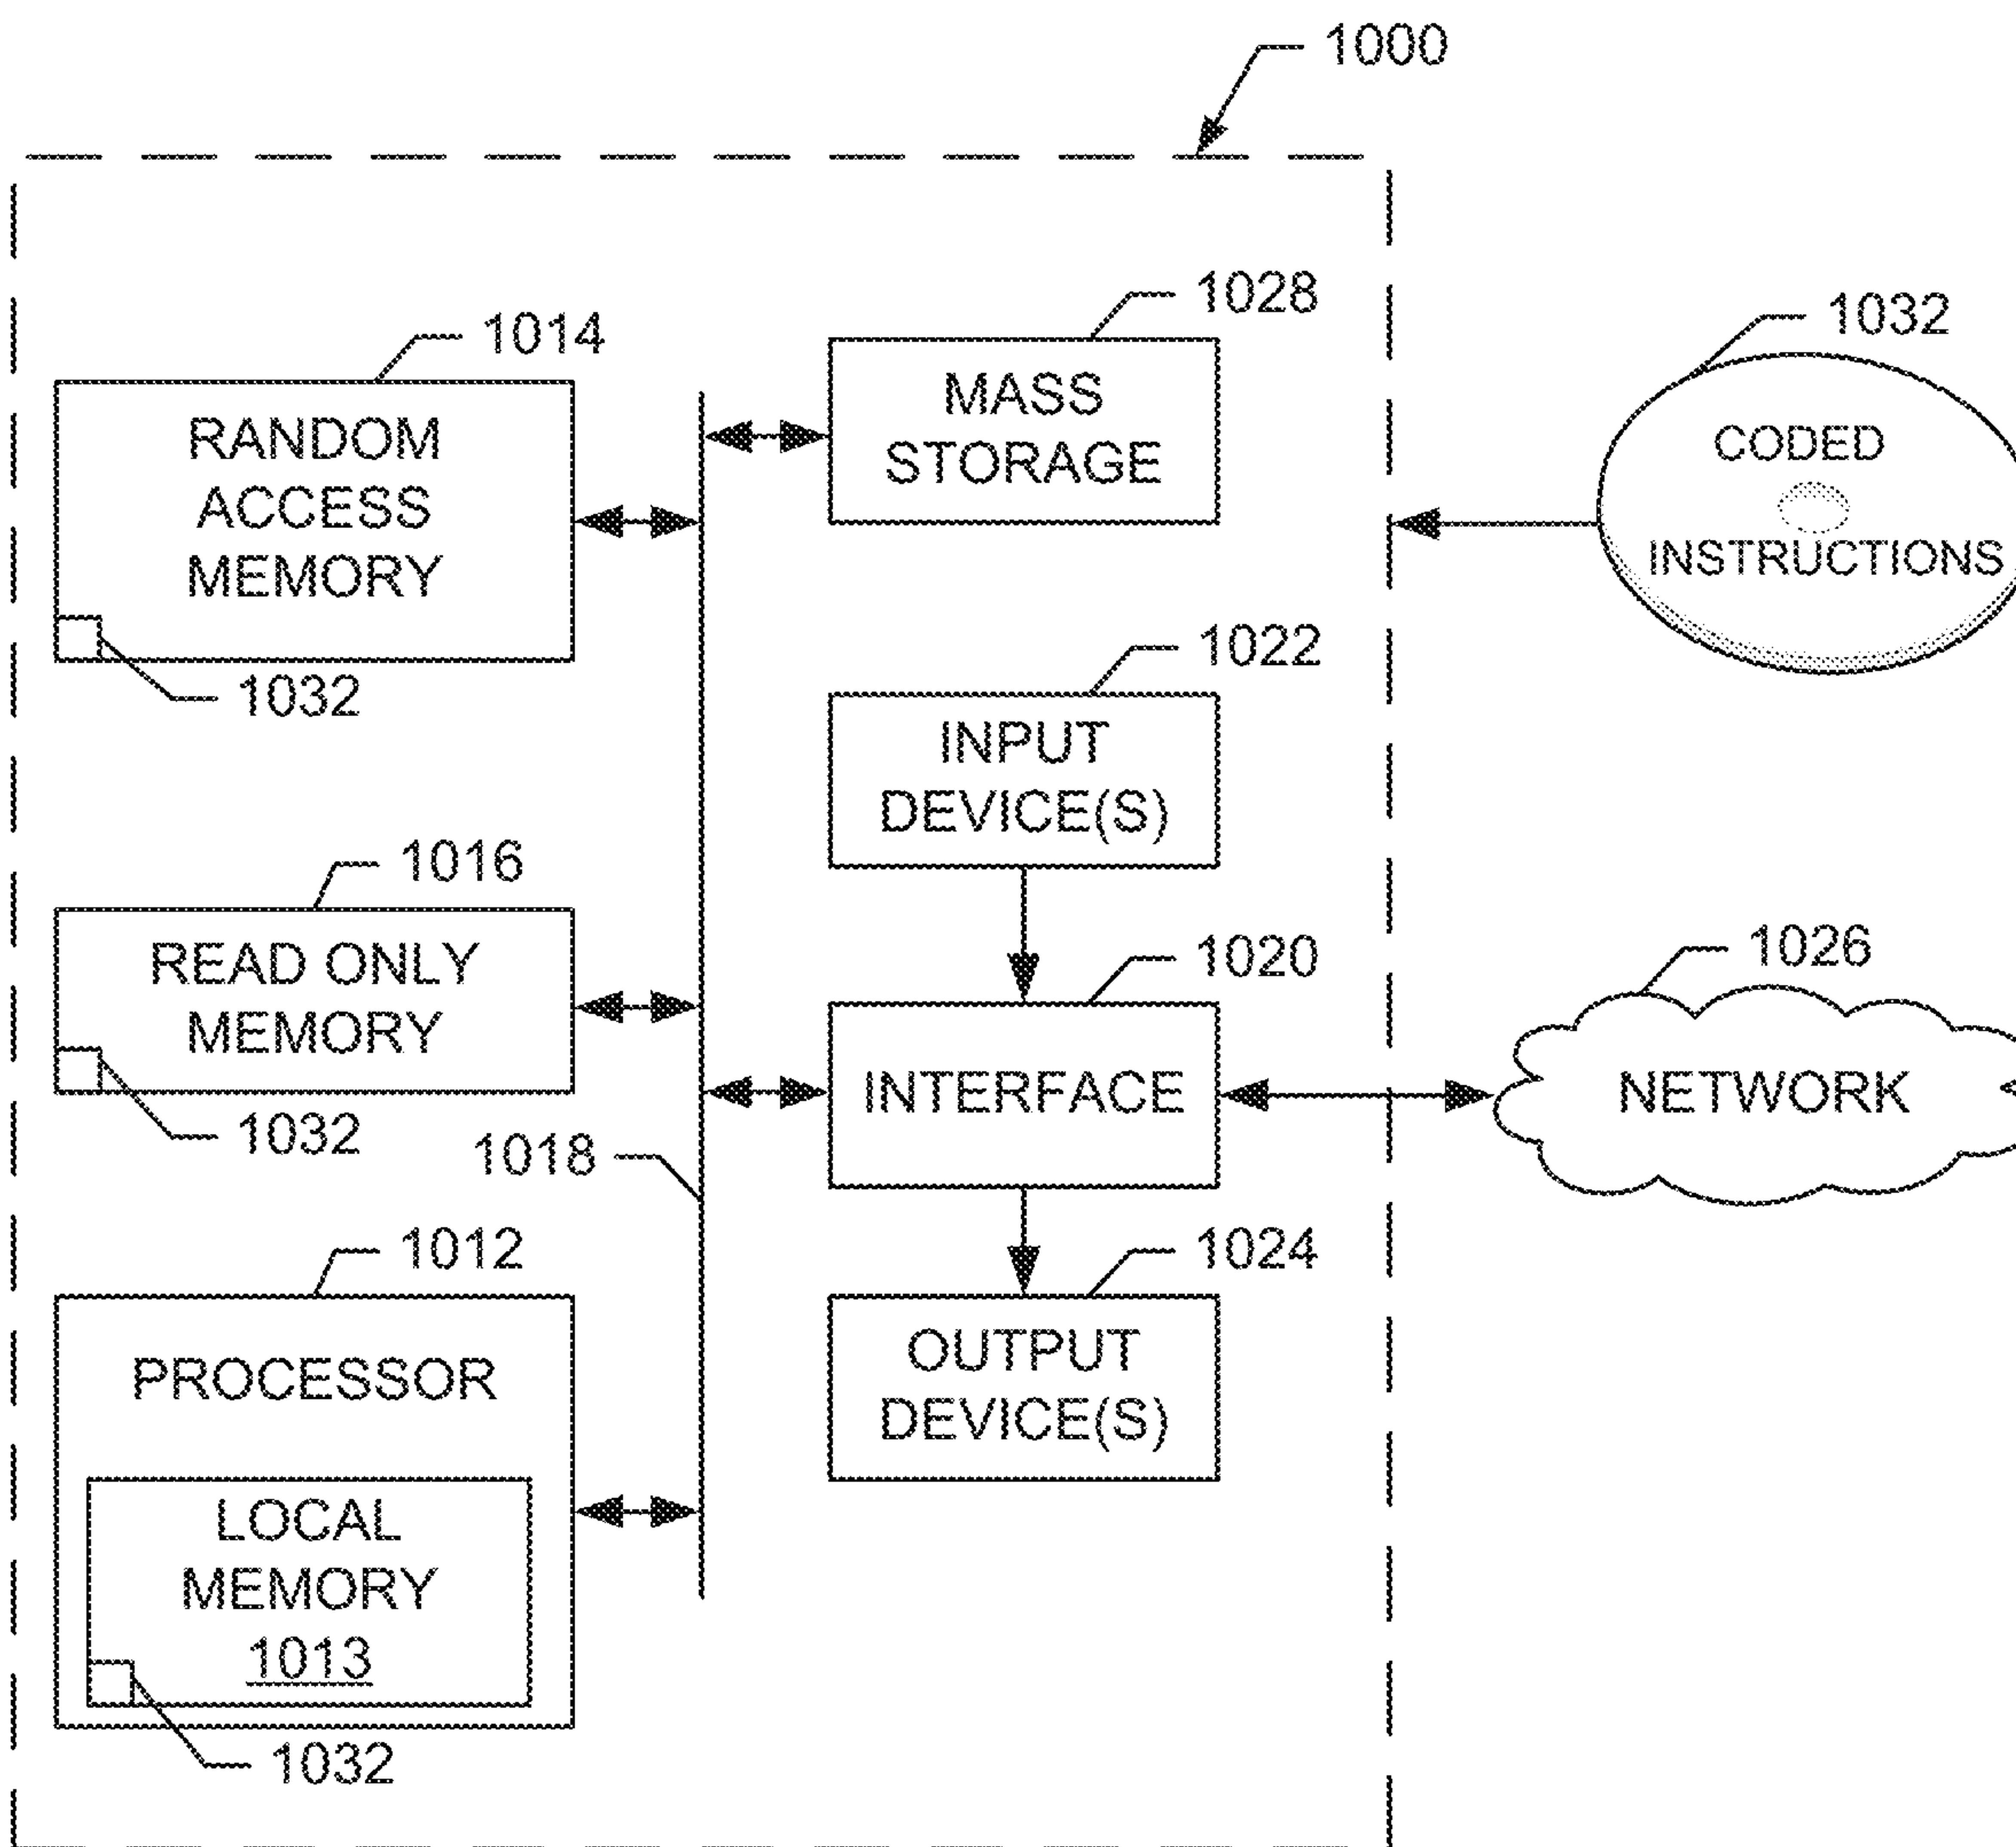 1000
1014
RANDOM
ACCESS
MEMORY
1032
1016
READ ONLY
MEMORY
1032
1018
1012
PROCESSOR
LOCAL
MEMORY
1013
1032
1028
MASS
STORAGE
1022
INPUT
DEVICE(S)
1020
INTERFACE
1024
OUTPUT
DEVICE(S)
1032
CODED
INSTRUCTIONS
1026
NETWORK